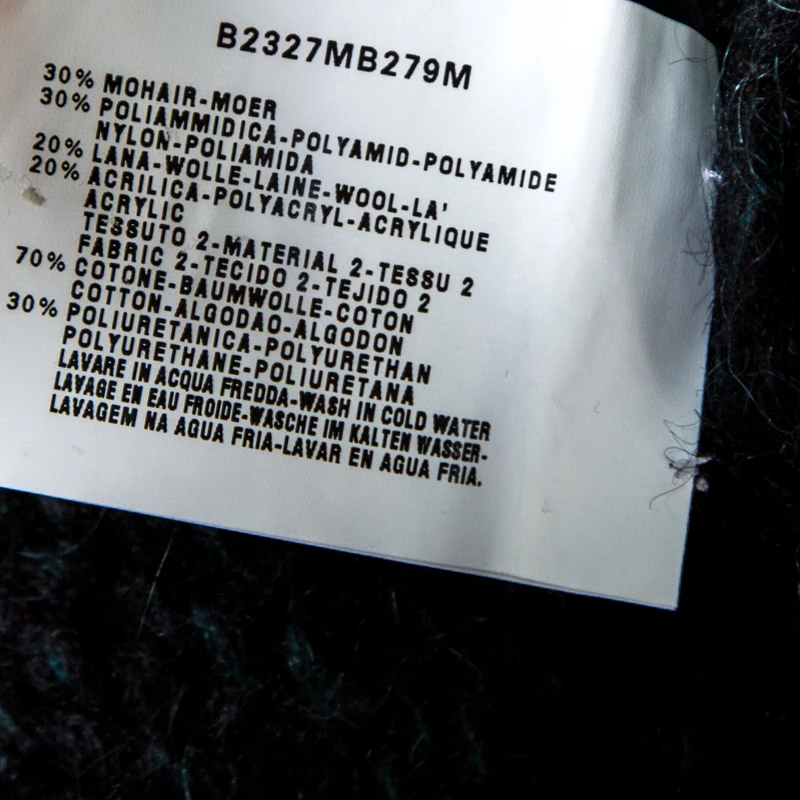 B2327MB279M
30% MOHAIR-MOER
30% POLIAMMIDICA-POLYAMID-POLYAMIDE
NYLON-POLIAMIDA
20% LANA-WOLLE-LAINE-WOOL-LA'
20% ACRILICA-POLYACRYL-ACRYLIQUE
ACRYLIC
TESSUTO 2-MATERIAL 2-TESSU 2
FABRIC 2-TECIDO 2-TEJIDO 2
70% COTONE-BAUMWOLLE-COTON
COTTON-ALGODAO-ALGODON
30% POLIURETANICA-POLYURETHAN
POLYURETHANE-POLIURETANA
LAVARE IN ACQUA FREDDA-WASH IN COLD WATER
LAVAGE EN EAU FROIDE-WASCHE IM KALTEN WASSER-
LAVAGEM NA AGUA FRIA-LAVAR EN AGUA FRIA.